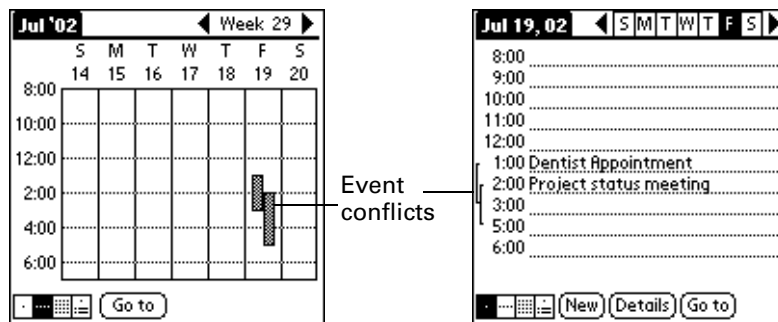 Jul '02 Week 29
S M T W T F S
14 15 16 17 18 19 20
8:00
10:00
12:00
2:00
4:00
6:00
Go to
Event
conflicts
Jul 19, 02 S M T W T F S
8:00
9:00
10:00
11:00
12:00
1:00 Dentist Appointment
2:00 Project status meeting
3:00
5:00
6:00
New Details Go to